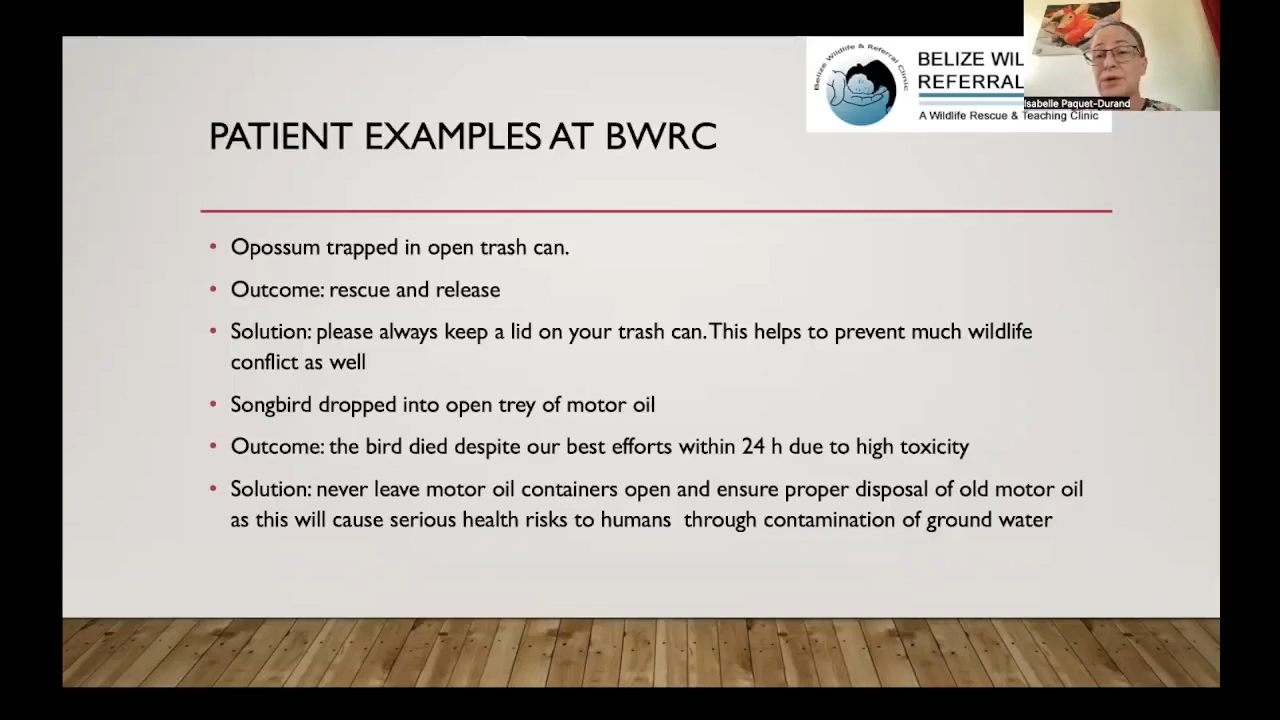 Belize Wildlife & Referral Clinic
BELIZE WIL
REFERRAL
A Wildlife Rescue & Teaching Clinic
Isabelle Paquet-Durand
PATIENT EXAMPLES AT BWRC
• Opossum trapped in open trash can.
• Outcome: rescue and release
• Solution: please always keep a lid on your trash can. This helps to prevent much wildlife
conflict as well
• Songbird dropped into open trey of motor oil
• Outcome: the bird died despite our best efforts within 24 h due to high toxicity
• Solution: never leave motor oil containers open and ensure proper disposal of old motor oil
as this will cause serious health risks to humans  through contamination of ground water